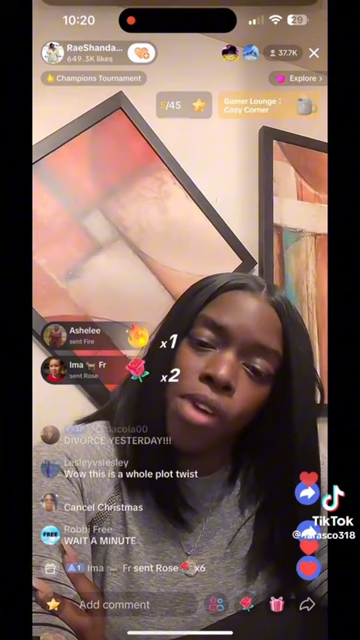 10:20
29
RaeShanda...
649.3K likes
37.7K
Champions Tournament
Explore >
5/45
Gamer Lounge :
Cozy Corner
Ashelee
sent Fire
x1
Ima Fr
sent Rose
x2
DIVORCE YESTERDAY!!!
Lesleyvslesley
Wow this is a whole plot twist
Cancel Christmas
FREE
Robbi Free
WAIT A MINUTE
1 Ima Fr sent Rose x6
TikTok
Add comment